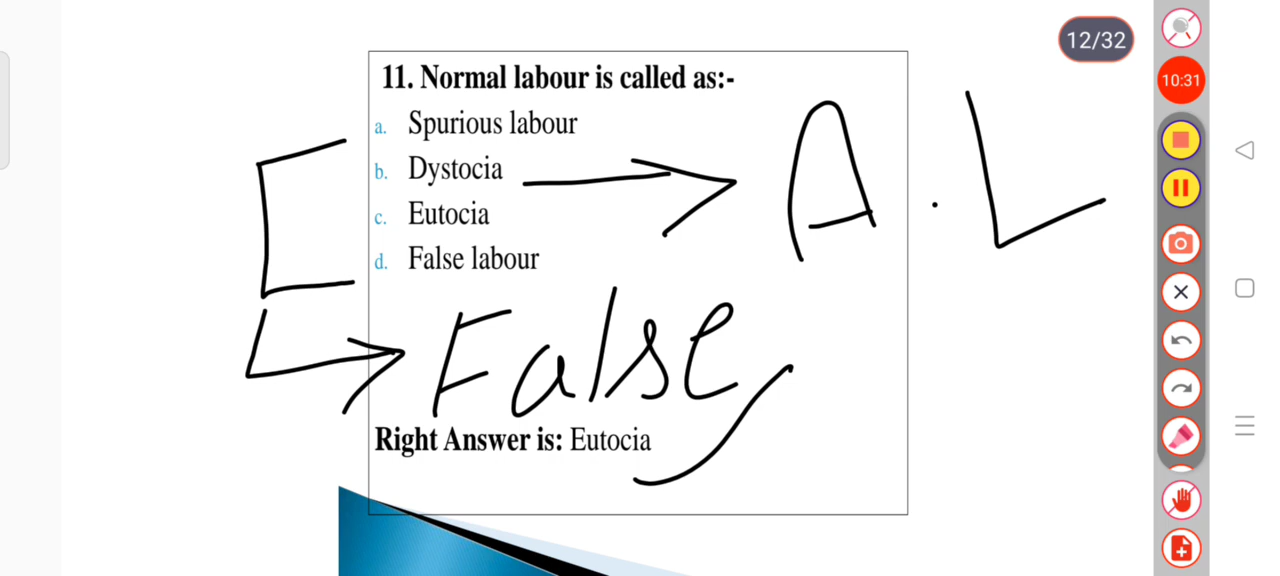 12/32
10:31
11. Normal labour is called as:-
a. Spurious labour
b. Dystocia
A.L
c. Eutocia
d. False labour
False
Right Answer is: Eutocia